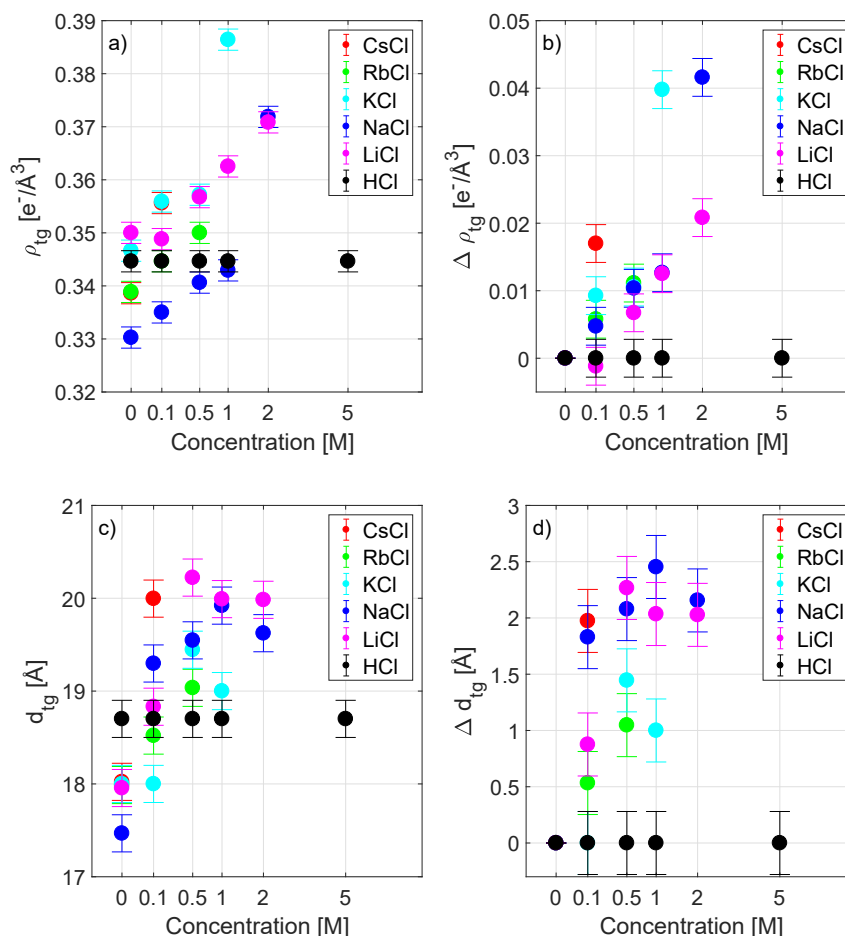 a)
0.39
0.38
0.37
0.36
0.35
0.34
0.33
0.32
ρtg [e-/Å3]
0 0.1 0.5 1 2 5
Concentration [M]
CsCl
RbCl
KCl
NaCl
LiCl
HCl
b)
0.05
0.04
0.03
0.02
0.01
0
Δ ρtg [e-/Å3]
0 0.1 0.5 1 2 5
Concentration [M]
CsCl
RbCl
KCl
NaCl
LiCl
HCl
c)
21
20
19
18
17
dtg [Å]
0 0.1 0.5 1 2 5
Concentration [M]
CsCl
RbCl
KCl
NaCl
LiCl
HCl
d)
3
2.5
2
1.5
1
0.5
0
Δ dtg [Å]
0 0.1 0.5 1 2 5
Concentration [M]
CsCl
RbCl
KCl
NaCl
LiCl
HCl